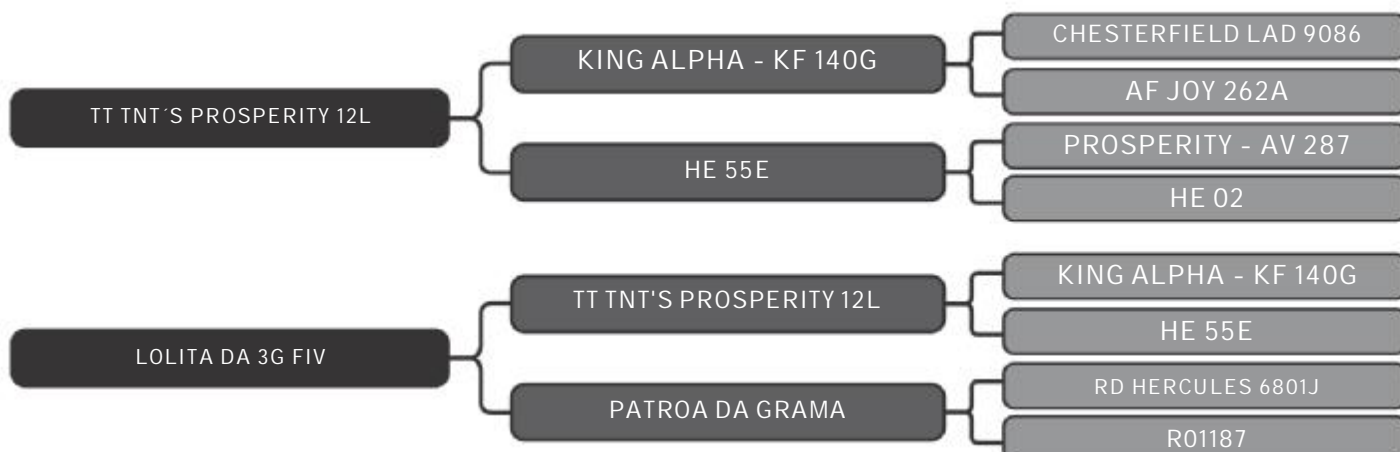 TT TNT´S PROSPERITY 12L
KING ALPHA - KF 140G
HE 55E
CHESTERFIELD LAD 9086
AF JOY 262A
PROSPERITY - AV 287
HE 02
LOLITA DA 3G FIV
TT TNT'S PROSPERITY 12L
PATROA DA GRAMA
KING ALPHA - KF 140G
HE 55E
RD HERCULES 6801J
R01187